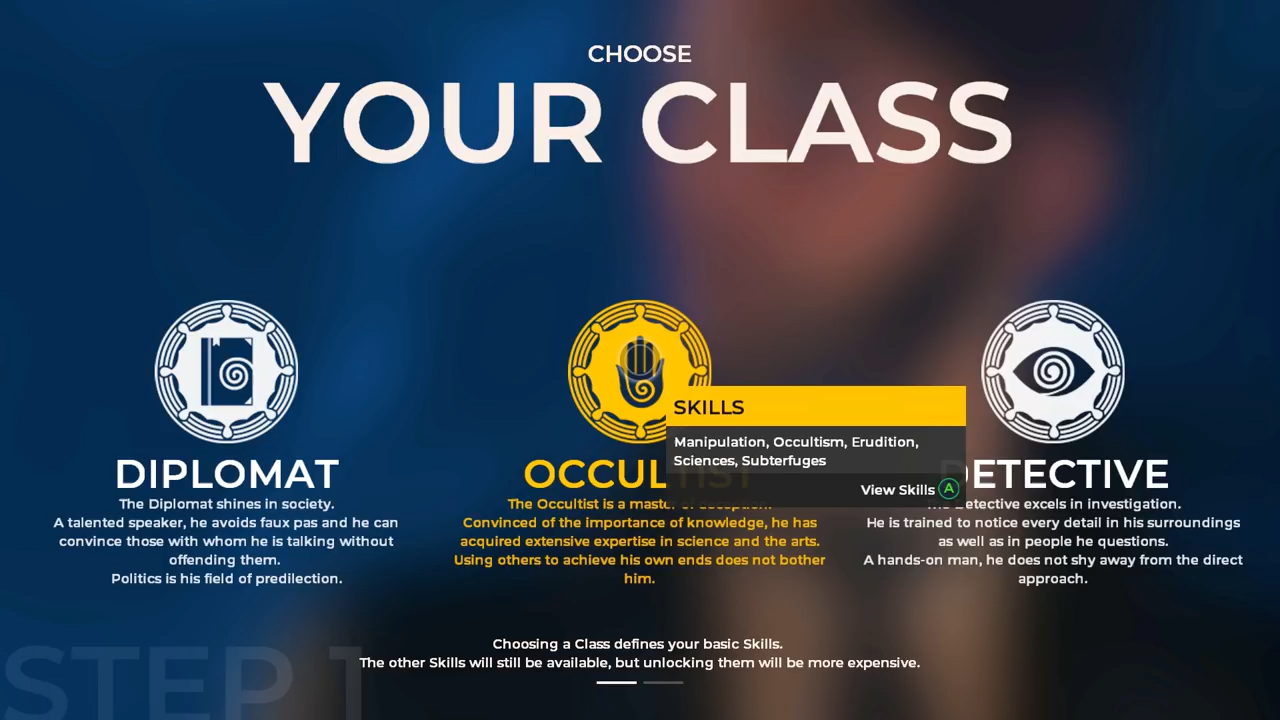 CHOOSE
YOUR CLASS
DIPLOMAT
The Diplomat shines in society.
A talented speaker, he avoids faux pas and he can
convince those with whom he is talking without
offending them.
Politics is his field of predilection.
OCCULTIST
The Occultist is a master of deception.
Convinced of the importance of knowledge, he has
acquired extensive expertise in science and the arts.
Using others to achieve his own ends does not bother
him.
SKILLS
Manipulation, Occultism, Erudition,
Sciences, Subterfuges
View Skills A
DETECTIVE
The Detective excels in investigation.
He is trained to notice every detail in his surroundings
as well as in people he questions.
A hands-on man, he does not shy away from the direct
approach.
Choosing a Class defines your basic Skills.
The other Skills will still be available, but unlocking them will be more expensive.
STEP 1